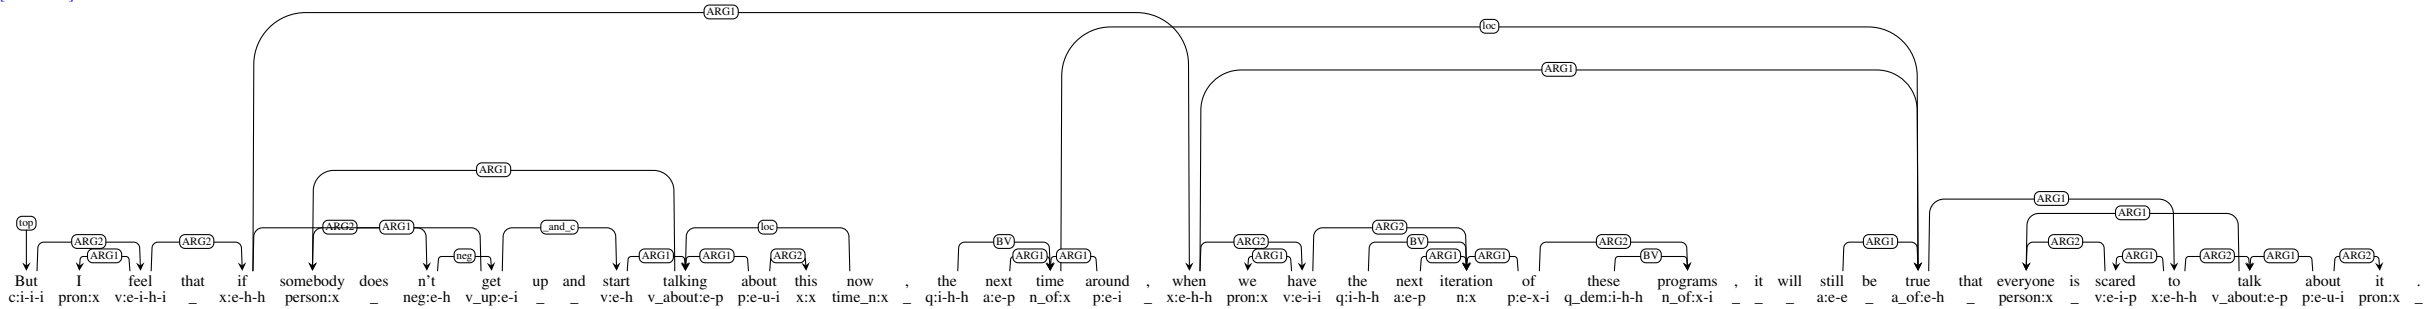 ARG1
loc
ARG1
ARG1 ARG1
top ARG2 ARG1 _and_c loc ARG2 ARG1
ARG2 ARG2 BV ARG2 BV ARG2 ARG1 ARG2
ARG1 neg ARG1 ARG1 ARG2 ARG1 ARG1 ARG1 ARG1 ARG1 BV ARG1 ARG2 ARG1 ARG2
But I feel that if somebody does n't get up and start talking about this now , the next time around , when we have the next iteration of these programs , it will still be true that everyone is scared to talk about it .
c:i-i-i pron:x v:e-i-h-i _ x:e-h-h person:x _ neg:e-h v_up:e-i _ _ v:e-h v_about:e-p p:e-u-i x:x time_n:x _ q:i-h-h a:e-p n_of:x p:e-i _ x:e-h-h pron:x v:e-i-i q:i-h-h a:e-p n:x p:e-x-i q_dem:i-h-h n_of:x-i _ _ _ a:e-e _ a_of:e-h _ person:x _ v:e-i-p x:e-h-h v_about:e-p p:e-u-i pron:x _